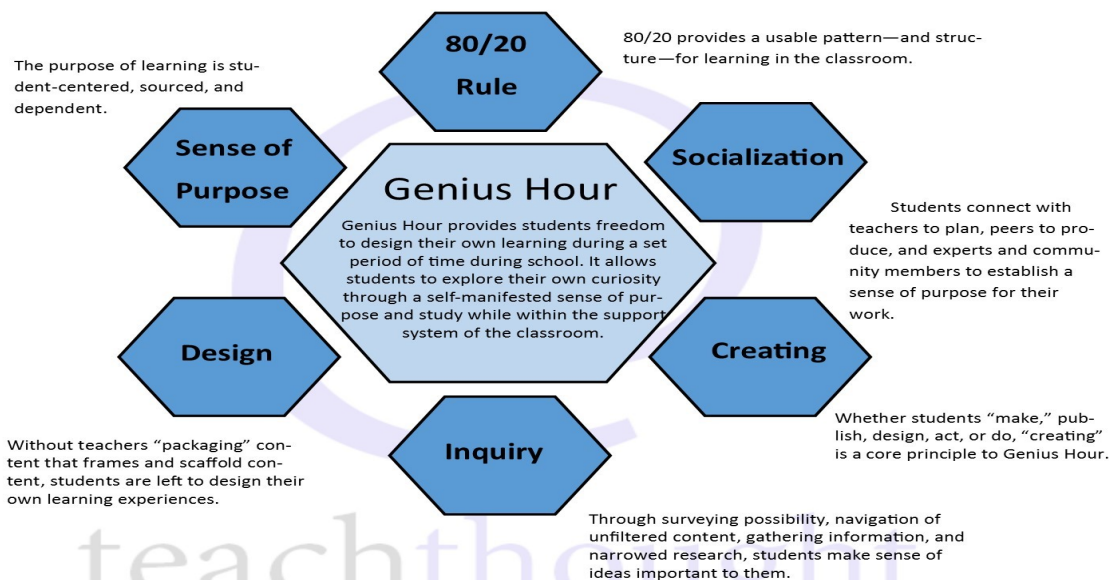 80/20
Rule
80/20 provides a usable pattern—and struc-
ture—for learning in the classroom.
The purpose of learning is stu-
dent-centered, sourced, and
dependent.
Sense of
Purpose
Socialization
Students connect with
teachers to plan, peers to pro-
duce, and experts and commu-
nity members to establish a
sense of purpose for their
work.
Genius Hour
Genius Hour provides students freedom
to design their own learning during a set
period of time during school. It allows
students to explore their own curiosity
through a self-manifested sense of pur-
pose and study while within the support
system of the classroom.
Design
Without teachers “packaging” con-
tent that frames and scaffold con-
tent, students are left to design their
own learning experiences.
Creating
Whether students “make,” pub-
lish, design, act, or do, “creating”
is a core principle to Genius Hour.
Inquiry
Through surveying possibility, navigation of
unfiltered content, gathering information, and
narrowed research, students make sense of
ideas important to them.
teachthought